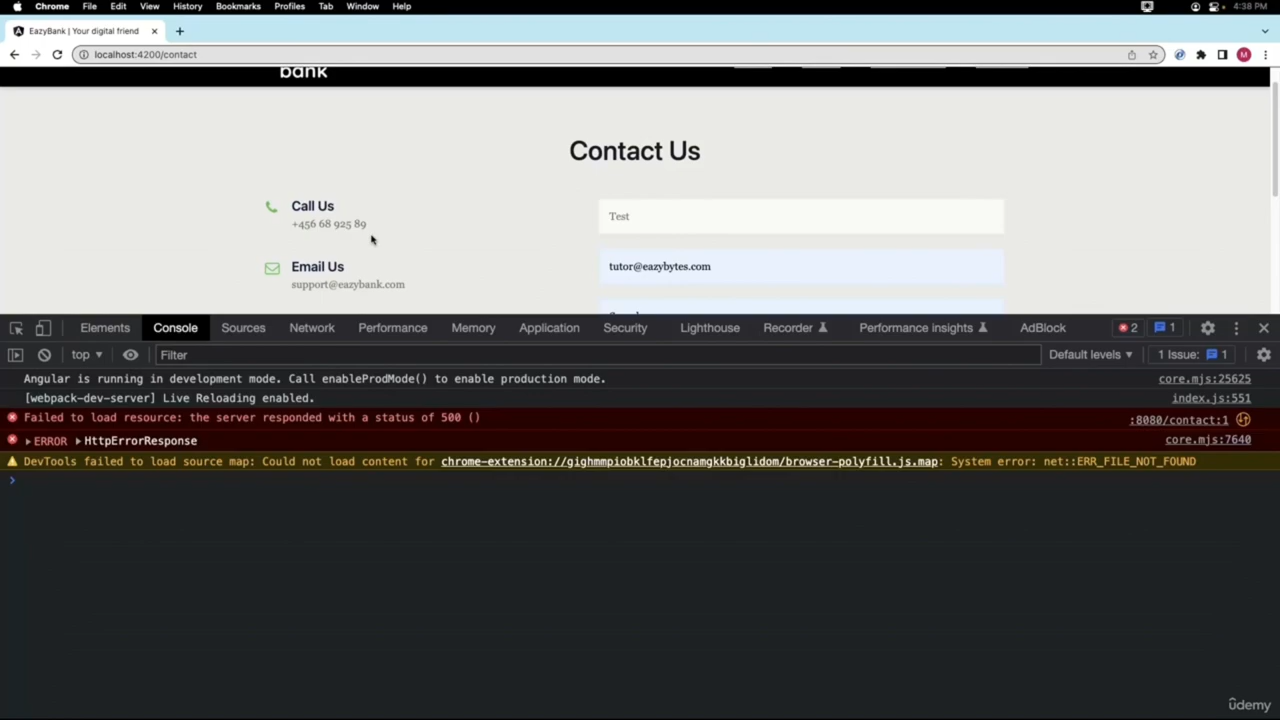 Chrome File Edit View History Bookmarks Profiles Tab Window Help 4:38 PM
EazyBank | Your digital friend
localhost:4200/contact M
bank
Contact Us
Call Us
+456 68 925 89
Test
Email Us
support@eazybank.com
tutor@eazybytes.com
Elements Console Sources Network Performance Memory Application Security Lighthouse Recorder Performance insights AdBlock 2 1
top Filter Default levels 1 Issue: 1
Angular is running in development mode. Call enableProdMode() to enable production mode. core.mjs:25625
[webpack-dev-server] Live Reloading enabled. index.js:551
Failed to load resource: the server responded with a status of 500 () :8080/contact:1
ERROR HttpErrorResponse core.mjs:7640
DevTools failed to load source map: Could not load content for chrome-extension://gighmmpiobklfepjocnamgkkbiglidom/browser-polyfill.js.map: System error: net::ERR_FILE_NOT_FOUND
ûdemy